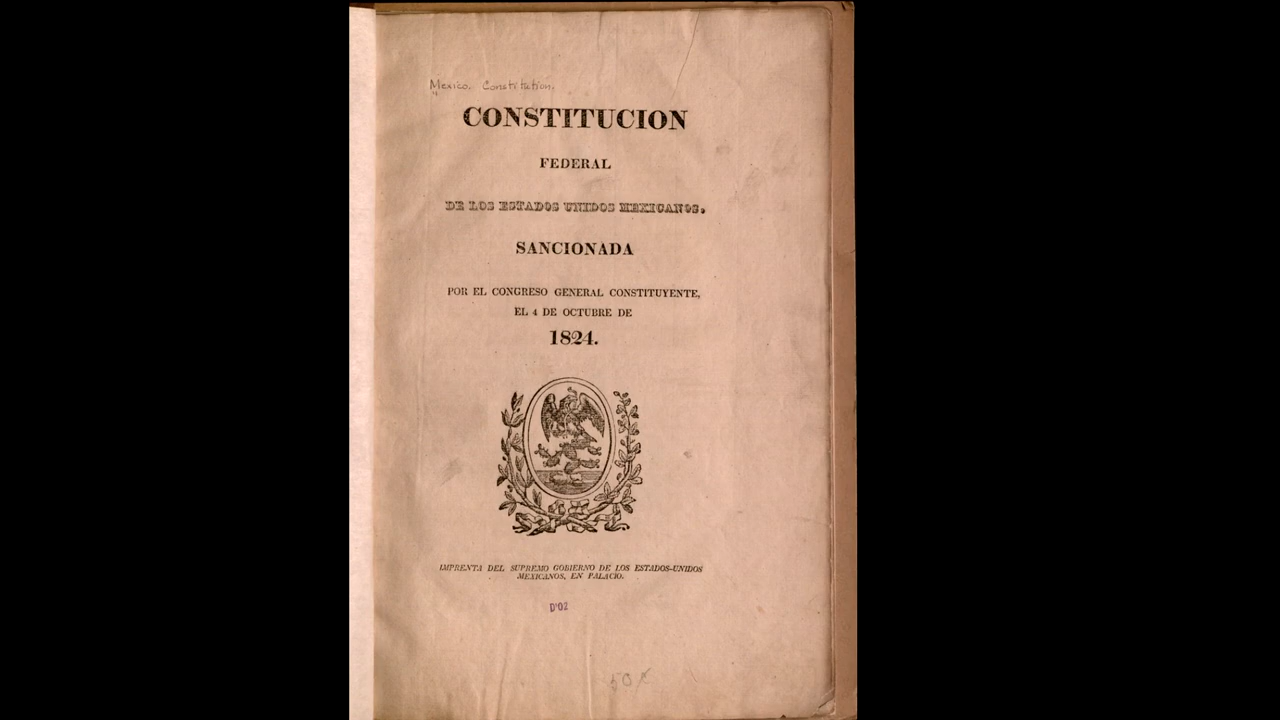 Mexico. Constitution.
CONSTITUCION
FEDERAL
DE LOS ESTADOS UNIDOS MEXICANOS,
SANCIONADA
POR EL CONGRESO GENERAL CONSTITUYENTE,
EL 4 DE OCTUBRE DE
1824.
IMPRENTA DEL SUPREMO GOBIERNO DE LOS ESTADOS-UNIDOS
MEXICANOS, EN PALACIO.
D'02